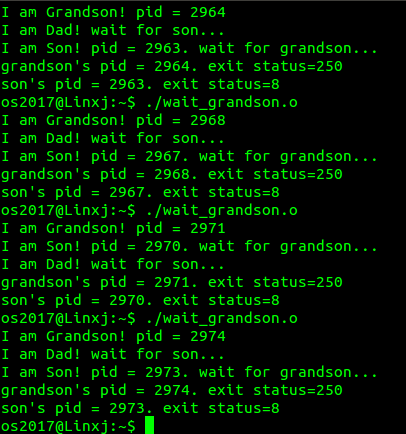 I am Grandson! pid = 2964
I am Dad! wait for son...
I am Son! pid = 2963. wait for grandson...
grandson's pid = 2964. exit status=250
son's pid = 2963. exit status=8
os2017@Linxj:~$ ./wait_grandson.o
I am Grandson! pid = 2968
I am Dad! wait for son...
I am Son! pid = 2967. wait for grandson...
grandson's pid = 2968. exit status=250
son's pid = 2967. exit status=8
os2017@Linxj:~$ ./wait_grandson.o
I am Grandson! pid = 2971
I am Son! pid = 2970. wait for grandson...
I am Dad! wait for son...
grandson's pid = 2971. exit status=250
son's pid = 2970. exit status=8
os2017@Linxj:~$ ./wait_grandson.o
I am Grandson! pid = 2974
I am Dad! wait for son...
I am Son! pid = 2973. wait for grandson...
grandson's pid = 2974. exit status=250
son's pid = 2973. exit status=8
os2017@Linxj:~$